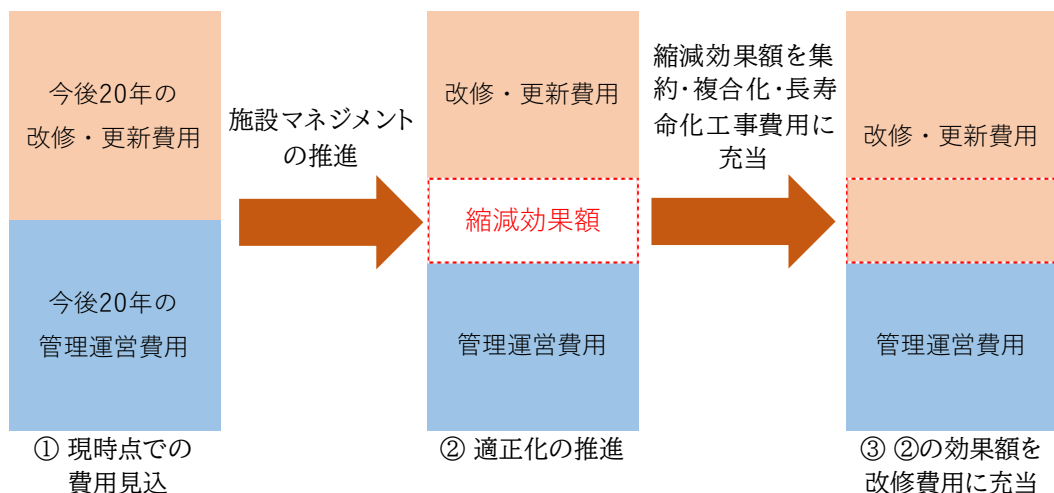 今後20年の
改修・更新費用
今後20年の
管理運営費用
① 現時点での
費用見込
施設マネジメント
の推進
改修・更新費用
縮減効果額
管理運営費用
② 適正化の推進
縮減効果額を集
約・複合化・長寿
命化工事費用に
充当
改修・更新費用
管理運営費用
③ ②の効果額を
改修費用に充当